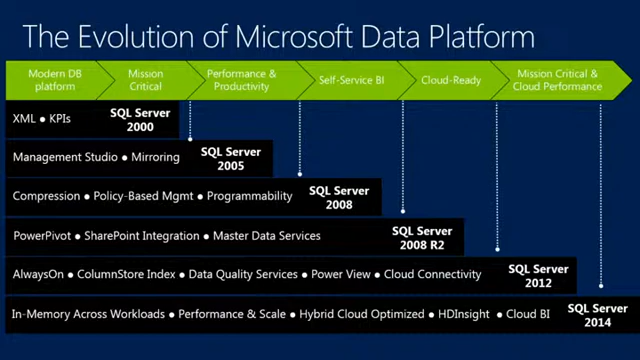 The Evolution of Microsoft Data Platform
Modern DB
platform
Mission
Critical
Performance &
Productivity
Self-Service BI
Cloud-Ready
Mission Critical &
Cloud Performance
XML ● KPIs
SQL Server
2000
Management Studio ● Mirroring
SQL Server
2005
Compression ● Policy-Based Mgmt ● Programmability
SQL Server
2008
PowerPivot ● SharePoint Integration ● Master Data Services
SQL Server
2008 R2
AlwaysOn ● ColumnStore Index ● Data Quality Services ● Power View ● Cloud Connectivity
SQL Server
2012
In-Memory Across Workloads ● Performance & Scale ● Hybrid Cloud Optimized ● HDInsight ● Cloud BI
SQL Server
2014